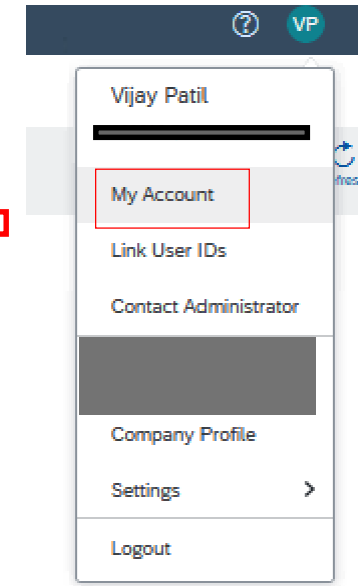 VP
Vijay Patil
My Account
Link User IDs
Contact Administrator
Company Profile
Settings
Logout